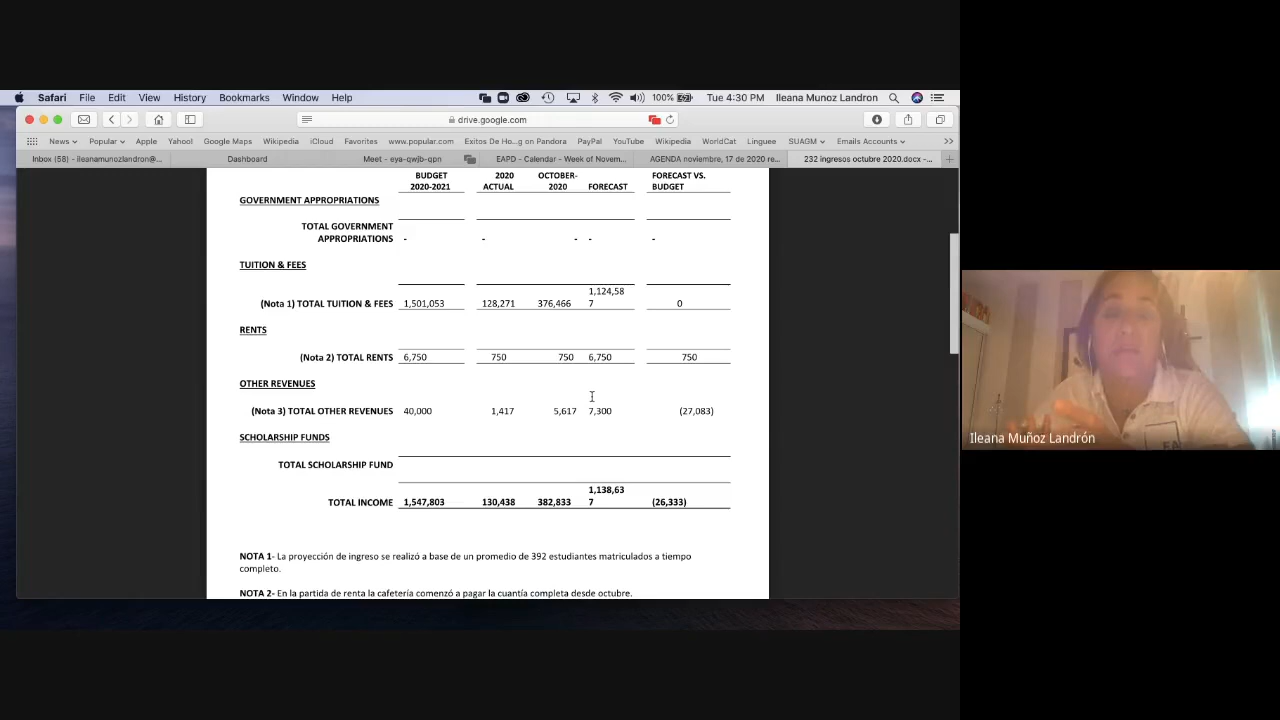 Safari File Edit View History Bookmarks Window Help 100% Tue 4:30 PM Ileana Munoz Landron
drive.google.com
News Popular Apple Yahoo! Google Maps Wikipedia iCloud Favorites www.popular.com Exitos De Ho...g on Pandora PayPal YouTube Wikipedia WorldCat Linguee SUAGM Emails Accounts
Inbox (58) - ileanamunozlandron@... Dashboard Meet - eya-qwjb-qpn EAPD - Calendar - Week of Novem... AGENDA noviembre, 17 de 2020 re... 232 ingresos octubre 2020.docx -...
BUDGET 2020 OCTOBER- FORECAST VS.
2020-2021 ACTUAL 2020 FORECAST BUDGET
GOVERNMENT APPROPRIATIONS
TOTAL GOVERNMENT
APPROPRIATIONS - - - - -
TUITION & FEES
1,124,58
(Nota 1) TOTAL TUITION & FEES 1,501,053 128,271 376,466 7 0
RENTS
(Nota 2) TOTAL RENTS 6,750 750 750 6,750 750
OTHER REVENUES
(Nota 3) TOTAL OTHER REVENUES 40,000 1,417 5,617 7,300 (27,083)
SCHOLARSHIP FUNDS
TOTAL SCHOLARSHIP FUND
1,138,63
TOTAL INCOME 1,547,803 130,438 382,833 7 (26,333)
NOTA 1- La proyección de ingreso se realizó a base de un promedio de 392 estudiantes matriculados a tiempo
completo.
NOTA 2- En la partida de renta la cafetería comenzó a pagar la cuantía completa desde octubre.
Ileana Muñoz Landrón